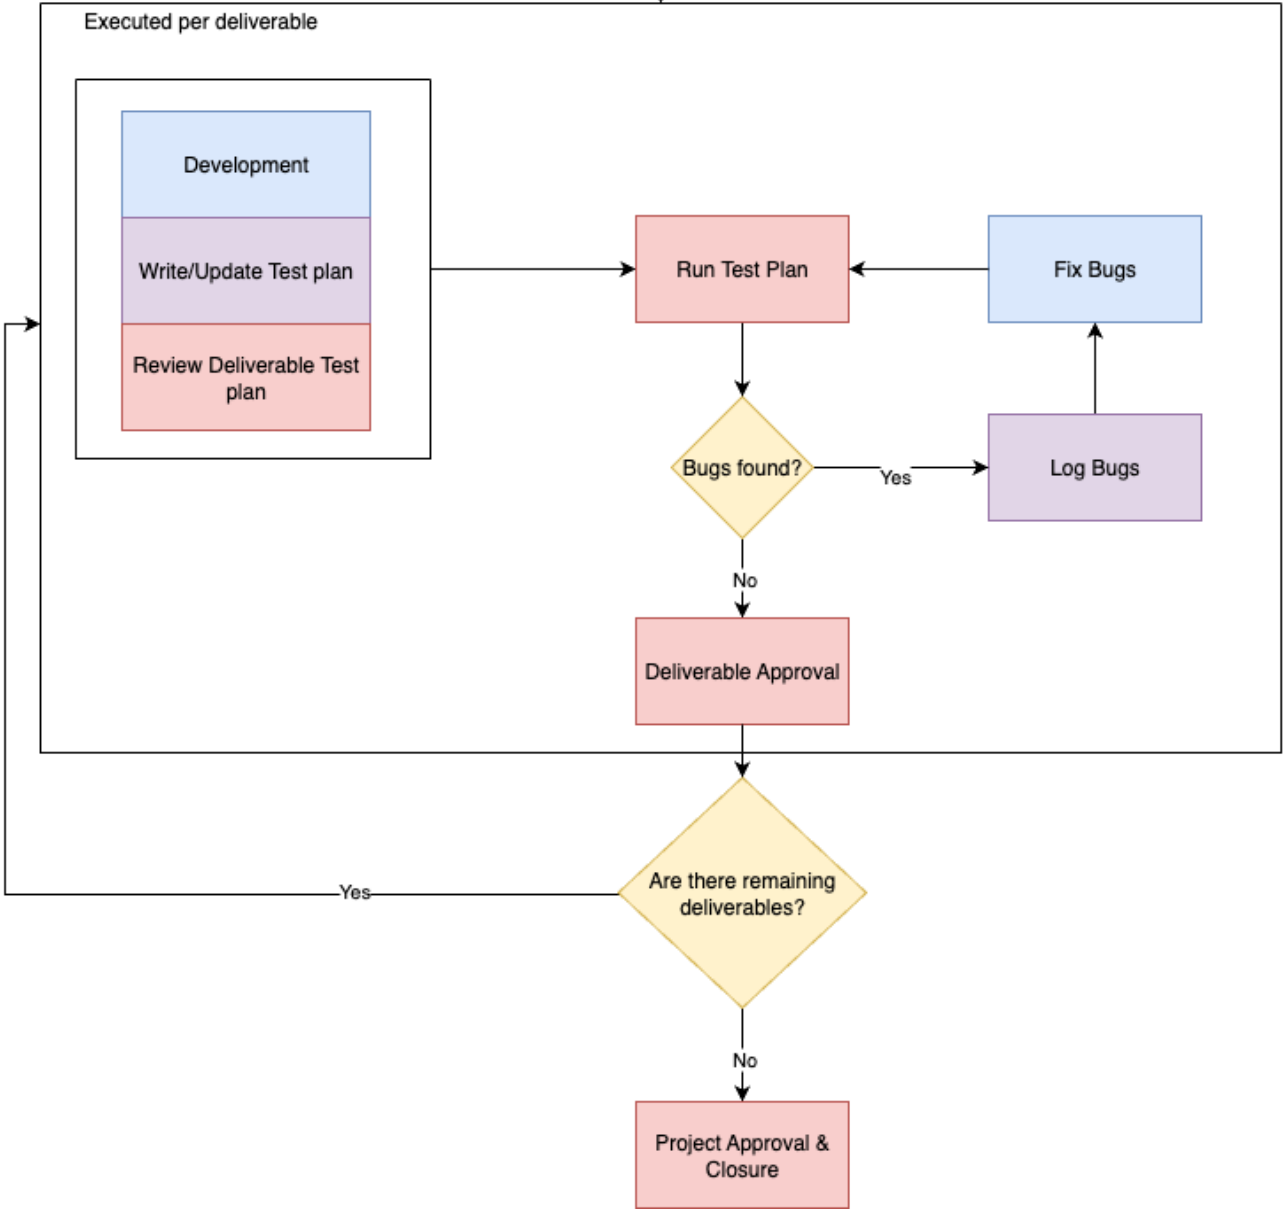 Executed per deliverable
Development
Write/Update Test plan
Review Deliverable Test
plan
Run Test Plan
Fix Bugs
Bugs found?
Yes
Log Bugs
No
Deliverable Approval
Are there remaining
deliverables?
Yes
No
Project Approval &
Closure